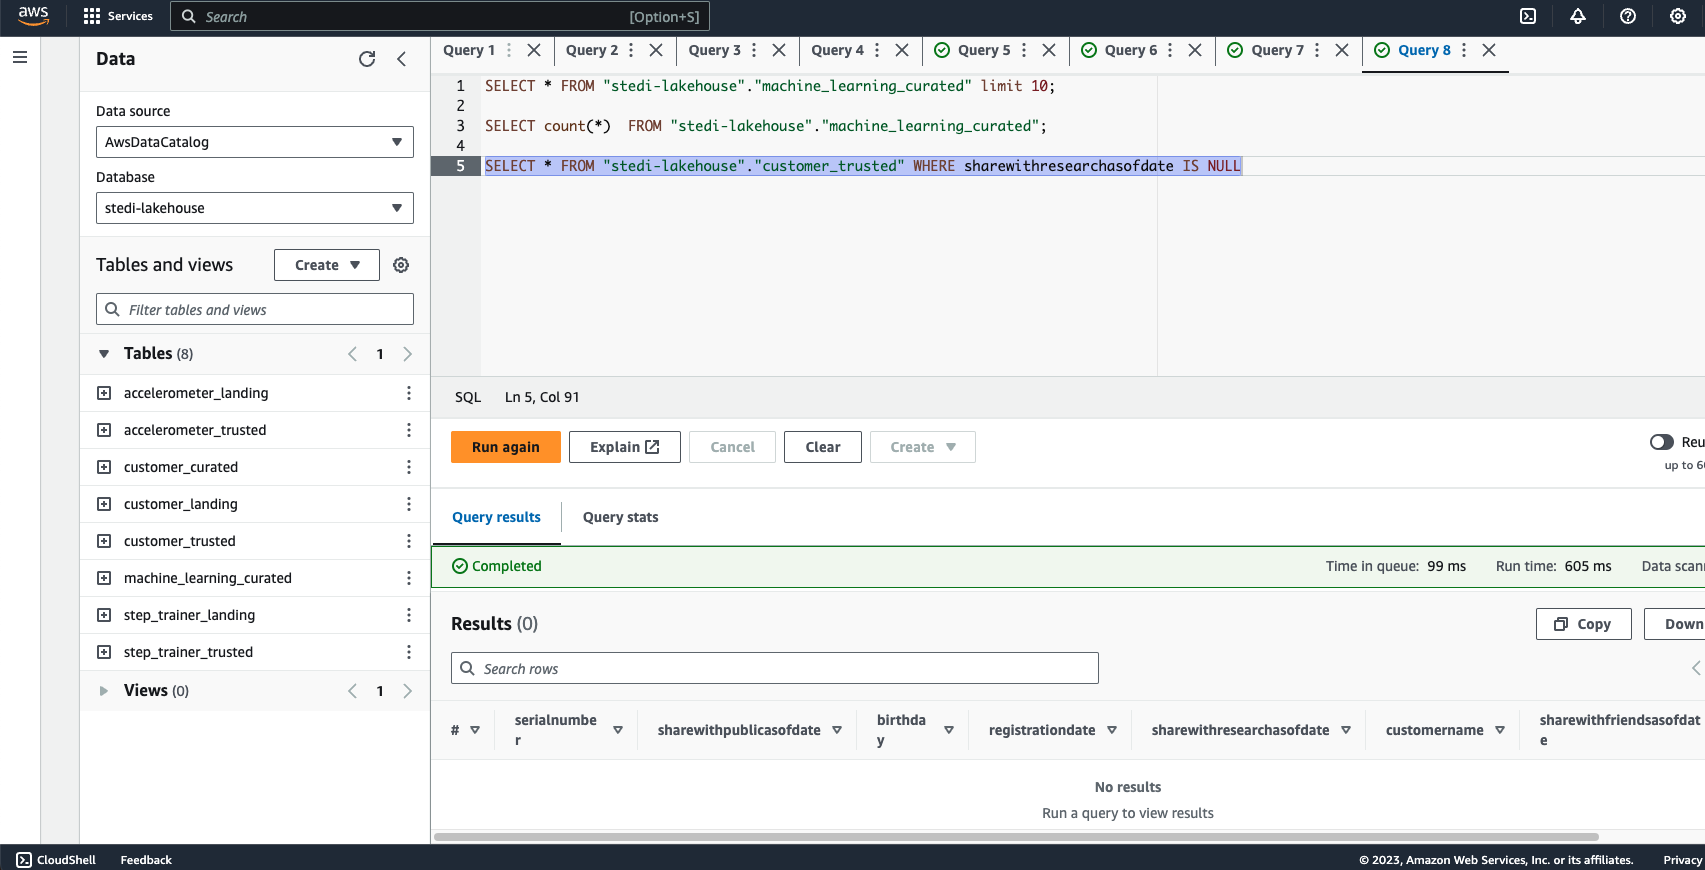 aws
Services
Search
[Option+S]
Data
Data source
AwsDataCatalog
Database
stedi-lakehouse
Tables and views
Create
Filter tables and views
Tables (8)
1
accelerometer_landing
accelerometer_trusted
customer_curated
customer_landing
customer_trusted
machine_learning_curated
step_trainer_landing
step_trainer_trusted
Views (0)
1
Query 1
Query 2
Query 3
Query 4
Query 5
Query 6
Query 7
Query 8
1 SELECT * FROM "stedi-lakehouse"."machine_learning_curated" limit 10;
2
3 SELECT count(*)  FROM "stedi-lakehouse"."machine_learning_curated";
4
5 SELECT * FROM "stedi-lakehouse"."customer_trusted" WHERE sharewithresearchasofdate IS NULL
SQL
Ln 5, Col 91
Run again
Explain
Cancel
Clear
Create
Reu
up to 6
Query results
Query stats
Completed
Time in queue: 99 ms
Run time: 605 ms
Data scan
Results (0)
Copy
Down
Search rows
#
serialnumbe
r
sharewithpublicasofdate
birthda
y
registrationdate
sharewithresearchasofdate
customername
sharewithfriendsasofdat
e
No results
Run a query to view results
CloudShell
Feedback
© 2023, Amazon Web Services, Inc. or its affiliates.
Privacy